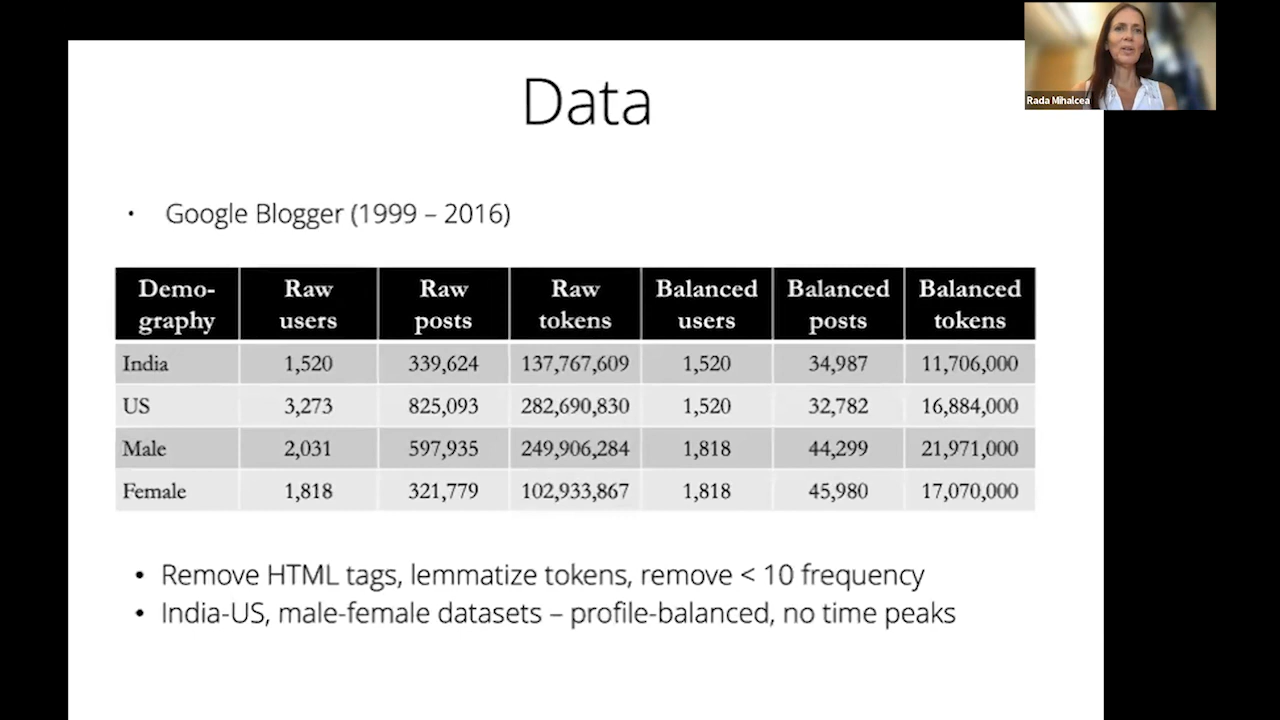 Data
Rada Mihalcea
• Google Blogger (1999 – 2016)
Demo-graphy Raw users Raw posts Raw tokens Balanced users Balanced posts Balanced tokens
India 1,520 339,624 137,767,609 1,520 34,987 11,706,000
US 3,273 825,093 282,690,830 1,520 32,782 16,884,000
Male 2,031 597,935 249,906,284 1,818 44,299 21,971,000
Female 1,818 321,779 102,933,867 1,818 45,980 17,070,000
• Remove HTML tags, lemmatize tokens, remove < 10 frequency
• India-US, male-female datasets – profile-balanced, no time peaks